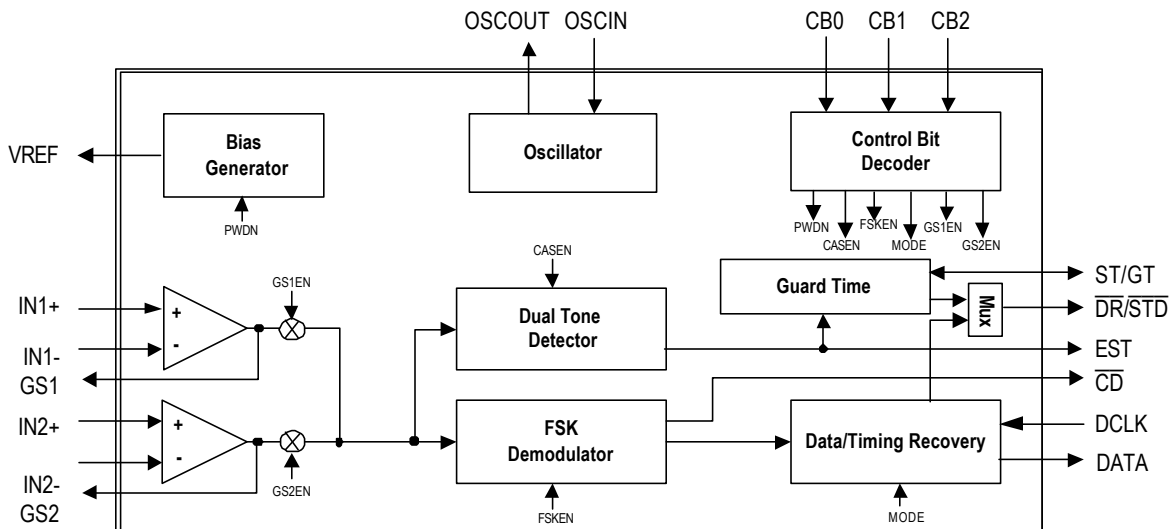 OSCOUT OSCIN CB0 CB1 CB2
VREF
Bias
Generator
PWDN
Oscillator
Control Bit
Decoder
PWDN
CASEN
FSKEN
MODE
GS1EN
GS2EN
CASEN
GS1EN
Guard Time
Mux
ST/GT
DR/STD
IN1+
+
-
IN1-
GS1
Dual Tone
Detector
EST
CD
IN2+
+
-
IN2-
GS2
GS2EN
FSK
Demodulator
FSKEN
Data/Timing Recovery
MODE
DCLK
DATA